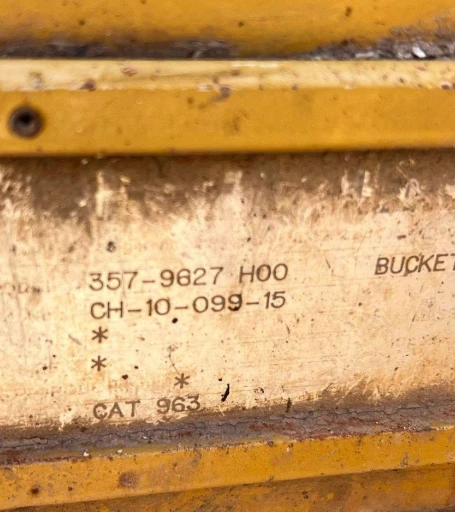 357-9627 H00 BUCKET
CH-10-099-15
*
*
*
CAT 963